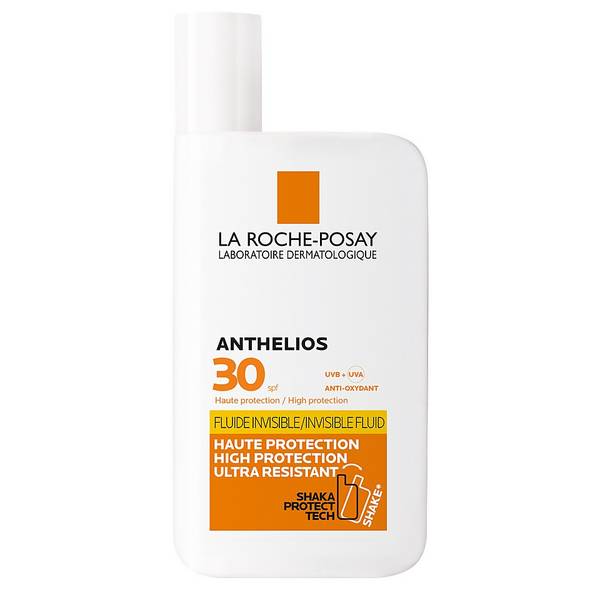 LA ROCHE-POSAY
LABORATOIRE DERMATOLOGIQUE
ANTHELIOS
30 spf
UVB + UVA
ANTI-OXYDANT
Haute protection / High protection
FLUIDE INVISIBLE/INVISIBLE FLUID
HAUTE PROTECTION
HIGH PROTECTION
ULTRA RESISTANT
SHAKA
PROTECT
TECH
SHAKE*